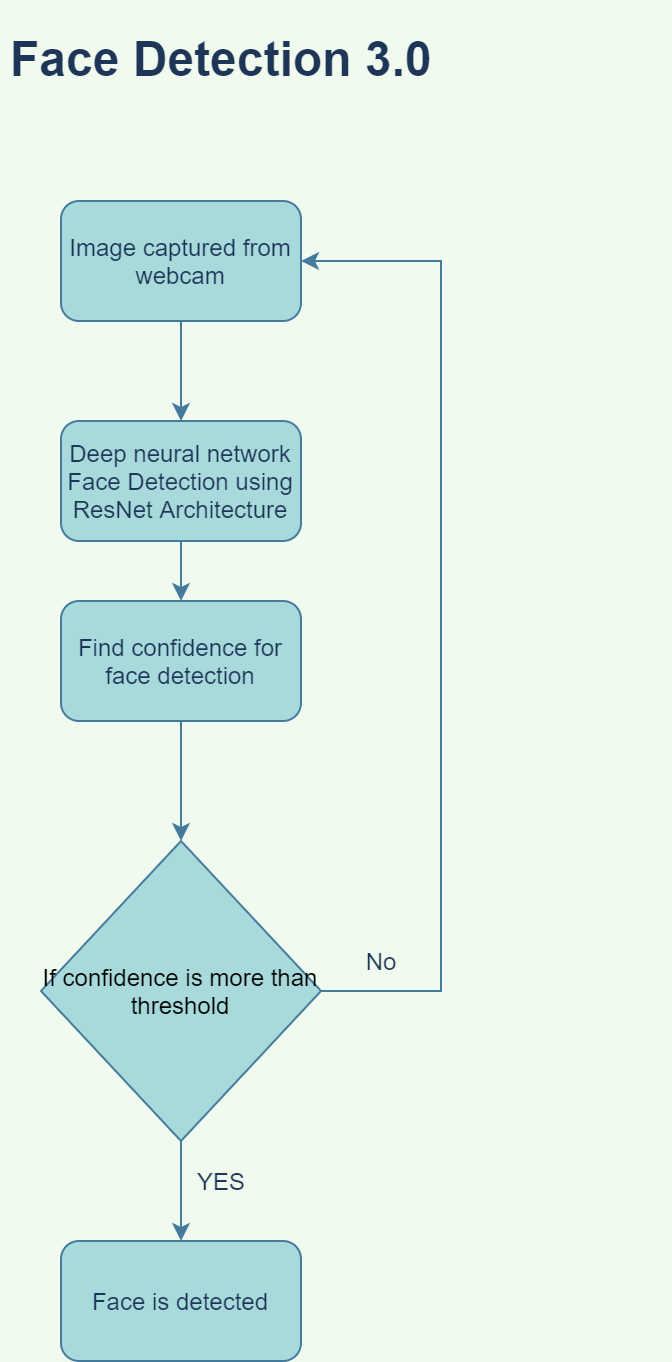 Face Detection 3.0
Image captured from
webcam
Deep neural network
Face Detection using
ResNet Architecture
Find confidence for
face detection
If confidence is more than
threshold
No
YES
Face is detected